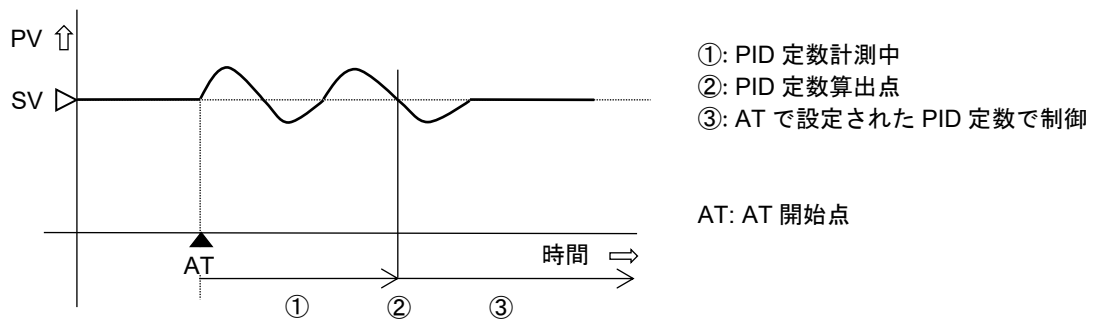 PV
SV
AT
時間
① ② ③
①: PID 定数計測中
②: PID 定数算出点
③: AT で設定された PID 定数で制御
AT: AT 開始点